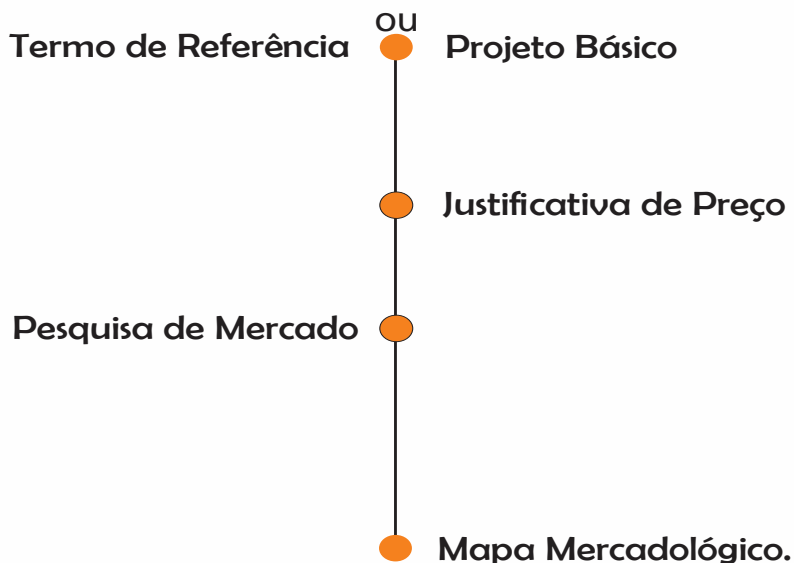 ou
Termo de Referência Projeto Básico
Justificativa de Preço
Pesquisa de Mercado
Mapa Mercadológico.